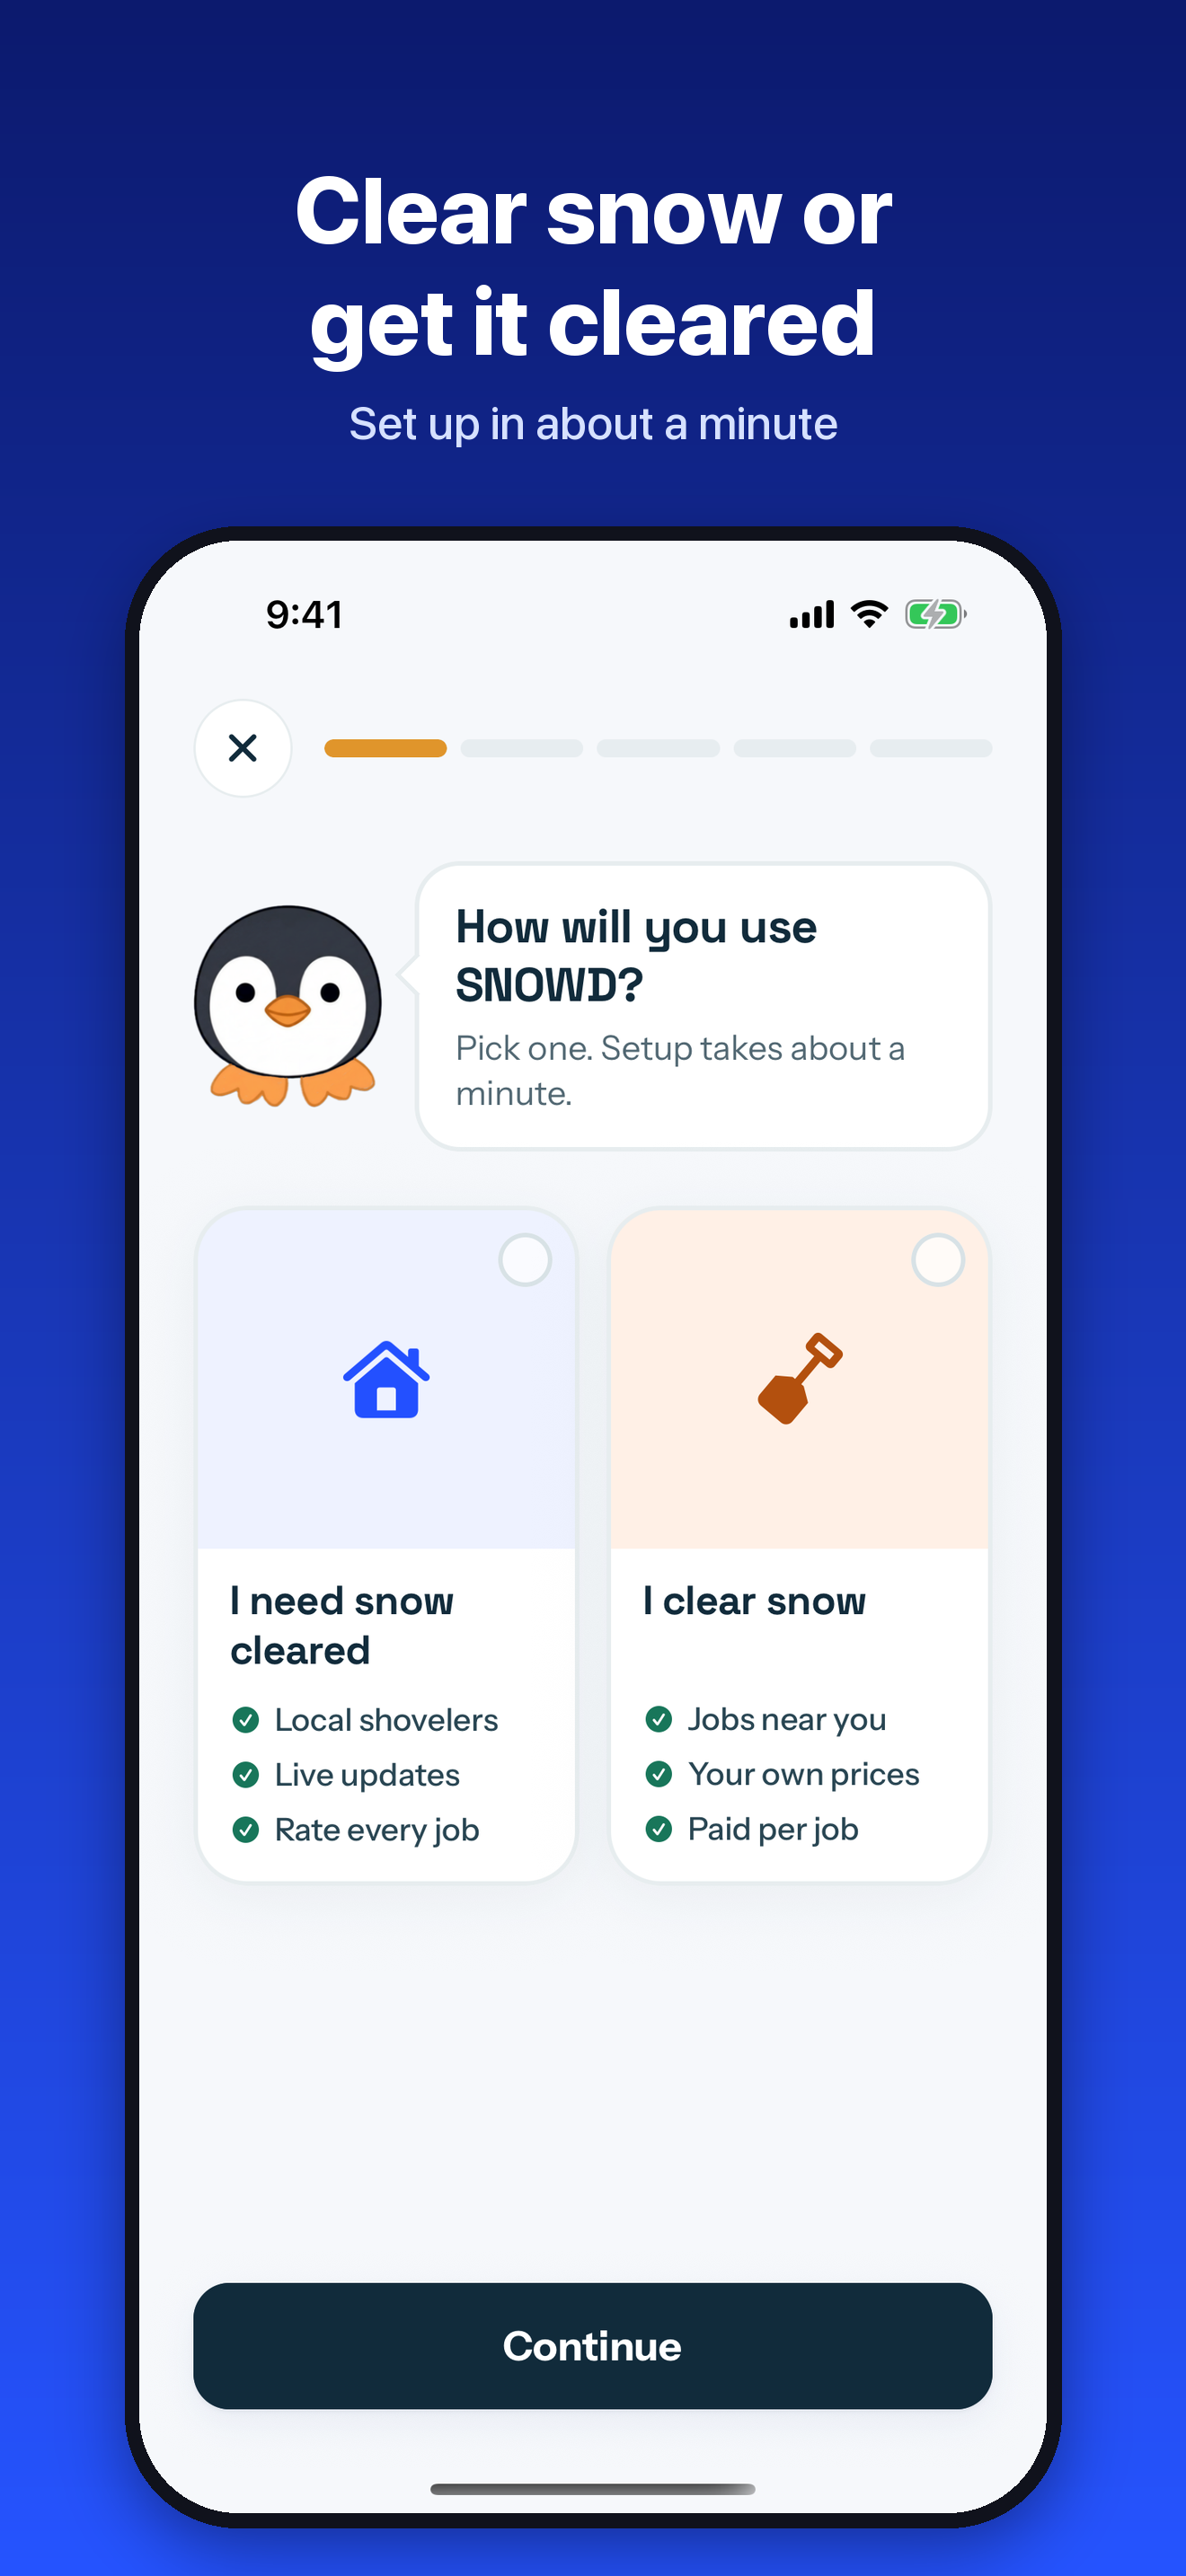 Clear snow or
get it cleared
Set up in about a minute
9:41
How will you use
SNOWD?
Pick one. Setup takes about a
minute.
I need snow
cleared
Local shovelers
Live updates
Rate every job
I clear snow
Jobs near you
Your own prices
Paid per job
Continue